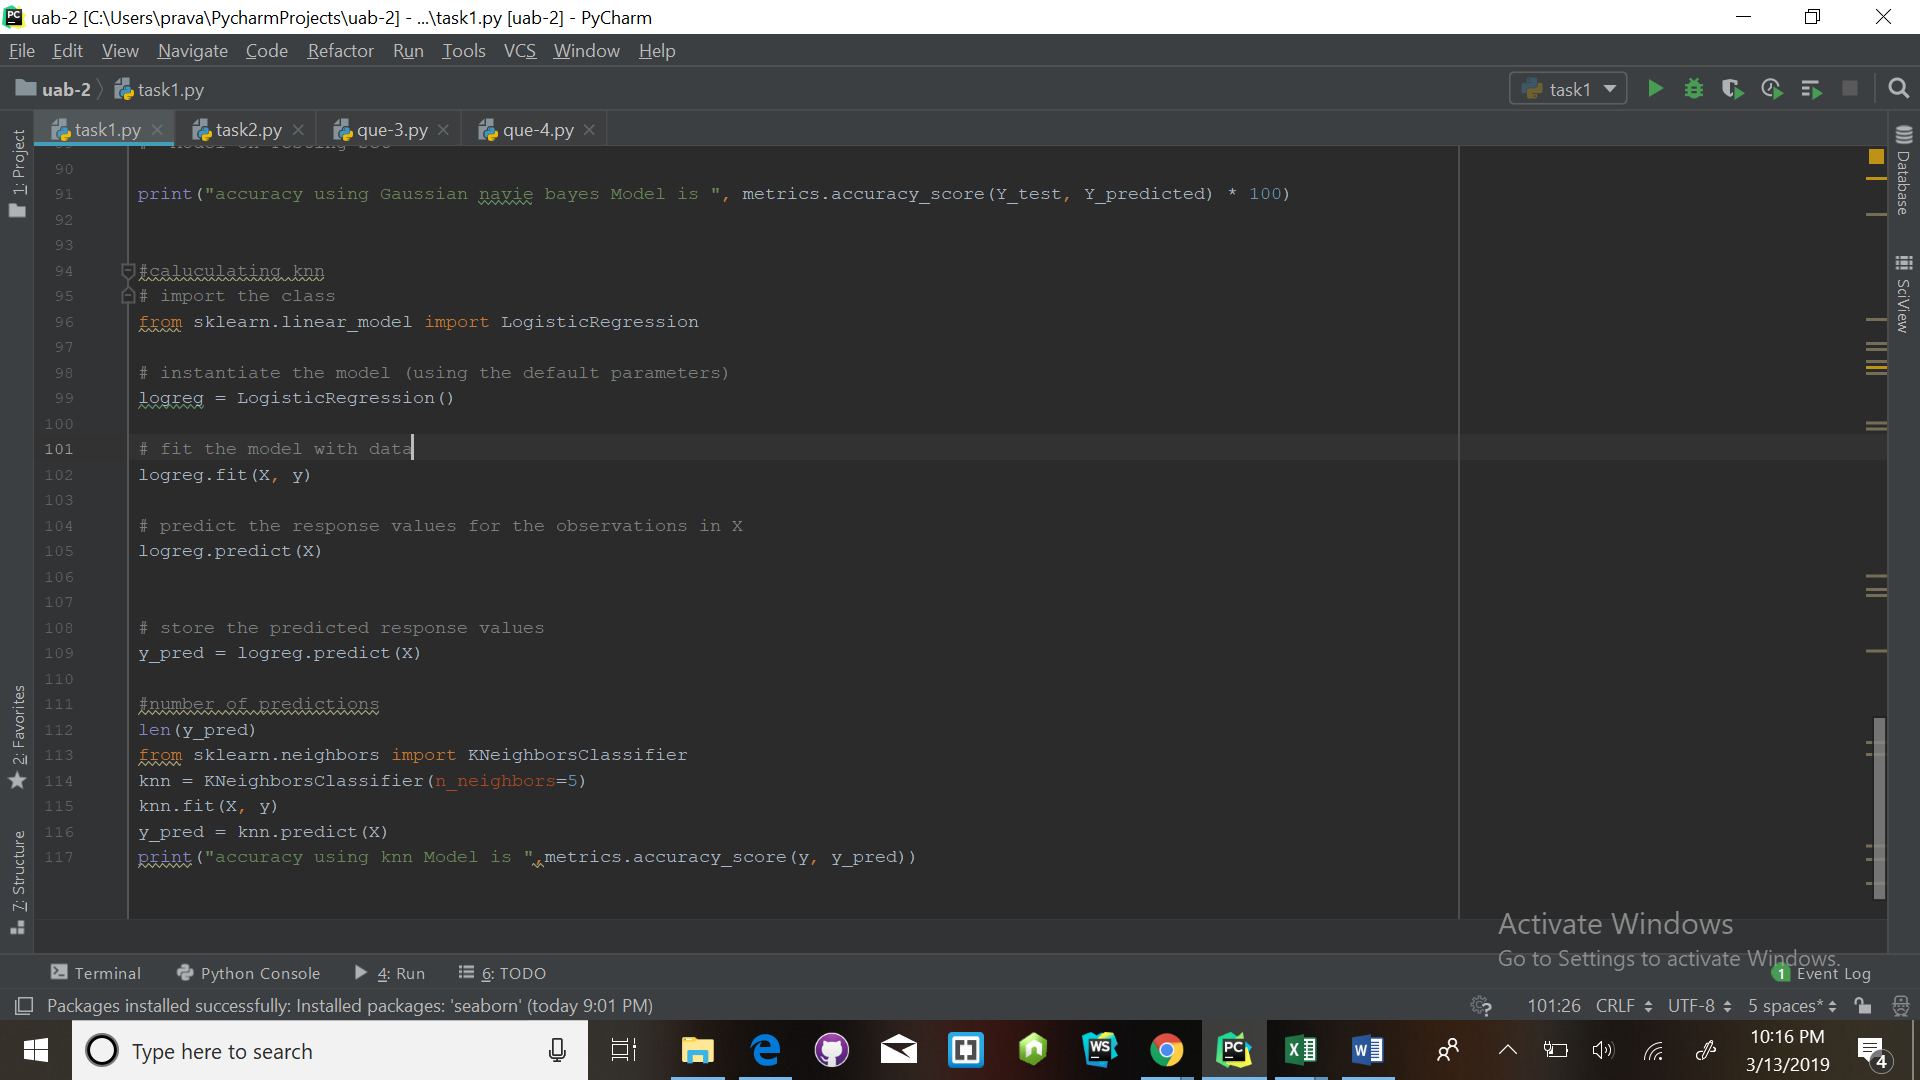 uab-2 [C:\Users\prava\PycharmProjects\uab-2] - ...\task1.py [uab-2] - PyCharm
File Edit View Navigate Code Refactor Run Tools VCS Window Help
uab-2 task1.py task1
task1.py task2.py que-3.py que-4.py
1: Project
2: Favorites
7: Structure
Database
SciView
90
91 print("accuracy using Gaussian navie bayes Model is ", metrics.accuracy_score(Y_test, Y_predicted) * 100)
92
93
94 #caluculating knn
95 # import the class
96 from sklearn.linear_model import LogisticRegression
97
98 # instantiate the model (using the default parameters)
99 logreg = LogisticRegression()
100
101 # fit the model with data
102 logreg.fit(X, y)
103
104 # predict the response values for the observations in X
105 logreg.predict(X)
106
107
108 # store the predicted response values
109 y_pred = logreg.predict(X)
110
111 #number of predictions
112 len(y_pred)
113 from sklearn.neighbors import KNeighborsClassifier
114 knn = KNeighborsClassifier(n_neighbors=5)
115 knn.fit(X, y)
116 y_pred = knn.predict(X)
117 print("accuracy using knn Model is ",metrics.accuracy_score(y, y_pred))
Activate Windows
Go to Settings to activate Windows.
Terminal Python Console 4: Run 6: TODO 1 Event Log
Packages installed successfully: Installed packages: 'seaborn' (today 9:01 PM) 101:26 CRLF UTF-8 5 spaces*
Type here to search
10:16 PM
3/13/2019
4